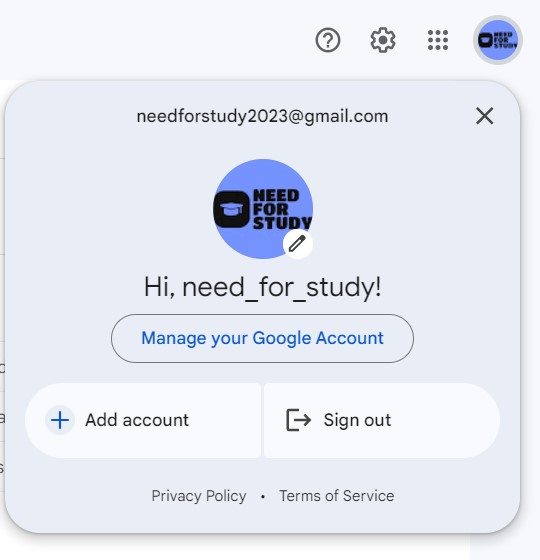 NEED
FOR
STUDY
needforstudy2023@gmail.com
NEED
FOR
STUDY
Hi, need_for_study!
Manage your Google Account
Add account
Sign out
Privacy Policy • Terms of Service